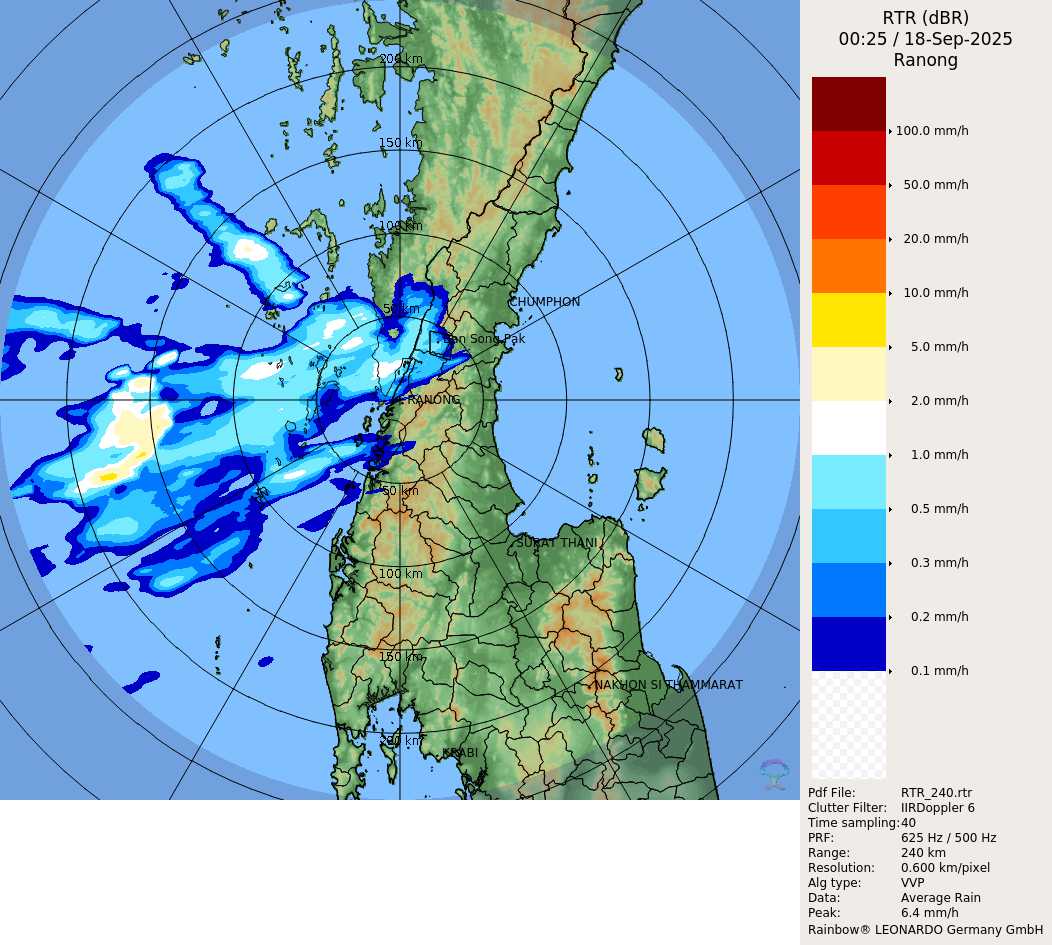 RTR (dBR)
00:25 / 18-Sep-2025
Ranong
200 km
150 km
100 km
50 km
CHUMPHON
Ban Song Pak
RANONG
50 km
SURAT THANI
100 km
150 km
NAKHON SI THAMMARAT
200 km
KRABI
100.0 mm/h
50.0 mm/h
20.0 mm/h
10.0 mm/h
5.0 mm/h
2.0 mm/h
1.0 mm/h
0.5 mm/h
0.3 mm/h
0.2 mm/h
0.1 mm/h
Pdf File: RTR_240.rtr
Clutter Filter: IIRDoppler 6
Time sampling:40
PRF: 625 Hz / 500 Hz
Range: 240 km
Resolution: 0.600 km/pixel
Alg type: VVP
Data: Average Rain
Peak: 6.4 mm/h
Rainbow® LEONARDO Germany GmbH